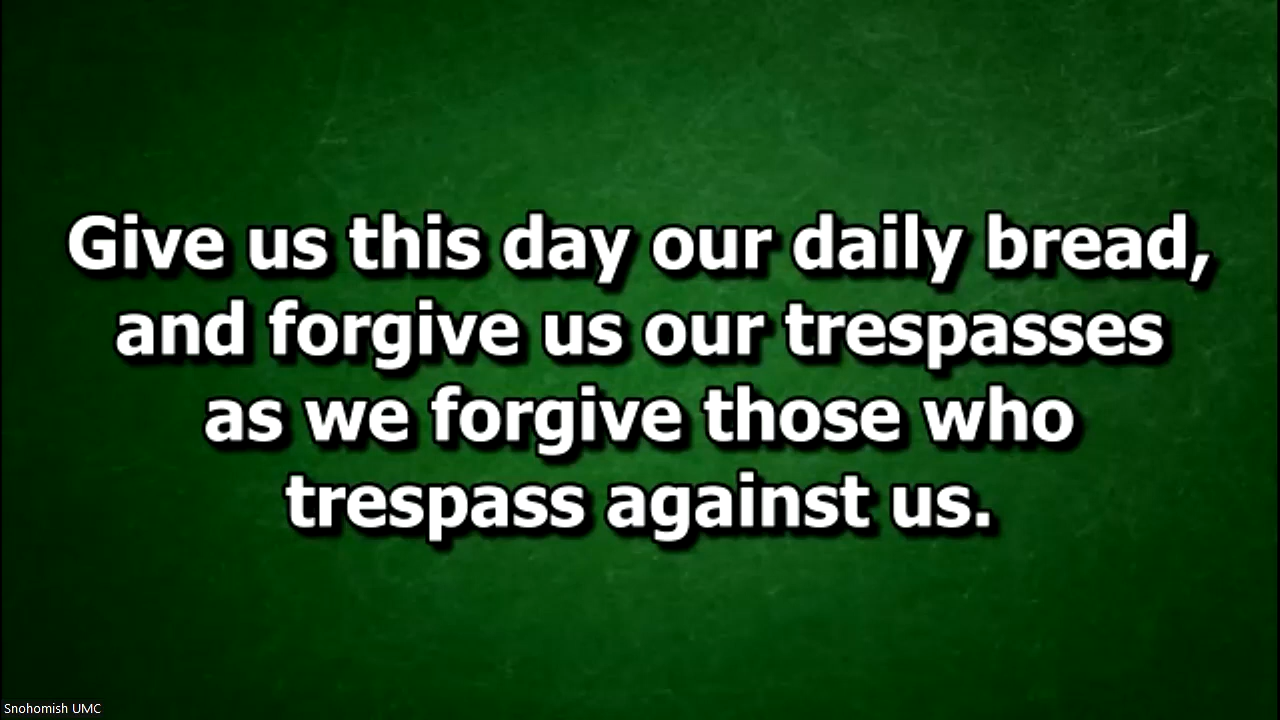 Give us this day our daily bread,
and forgive us our trespasses
as we forgive those who
trespass against us.
Snohomish UMC